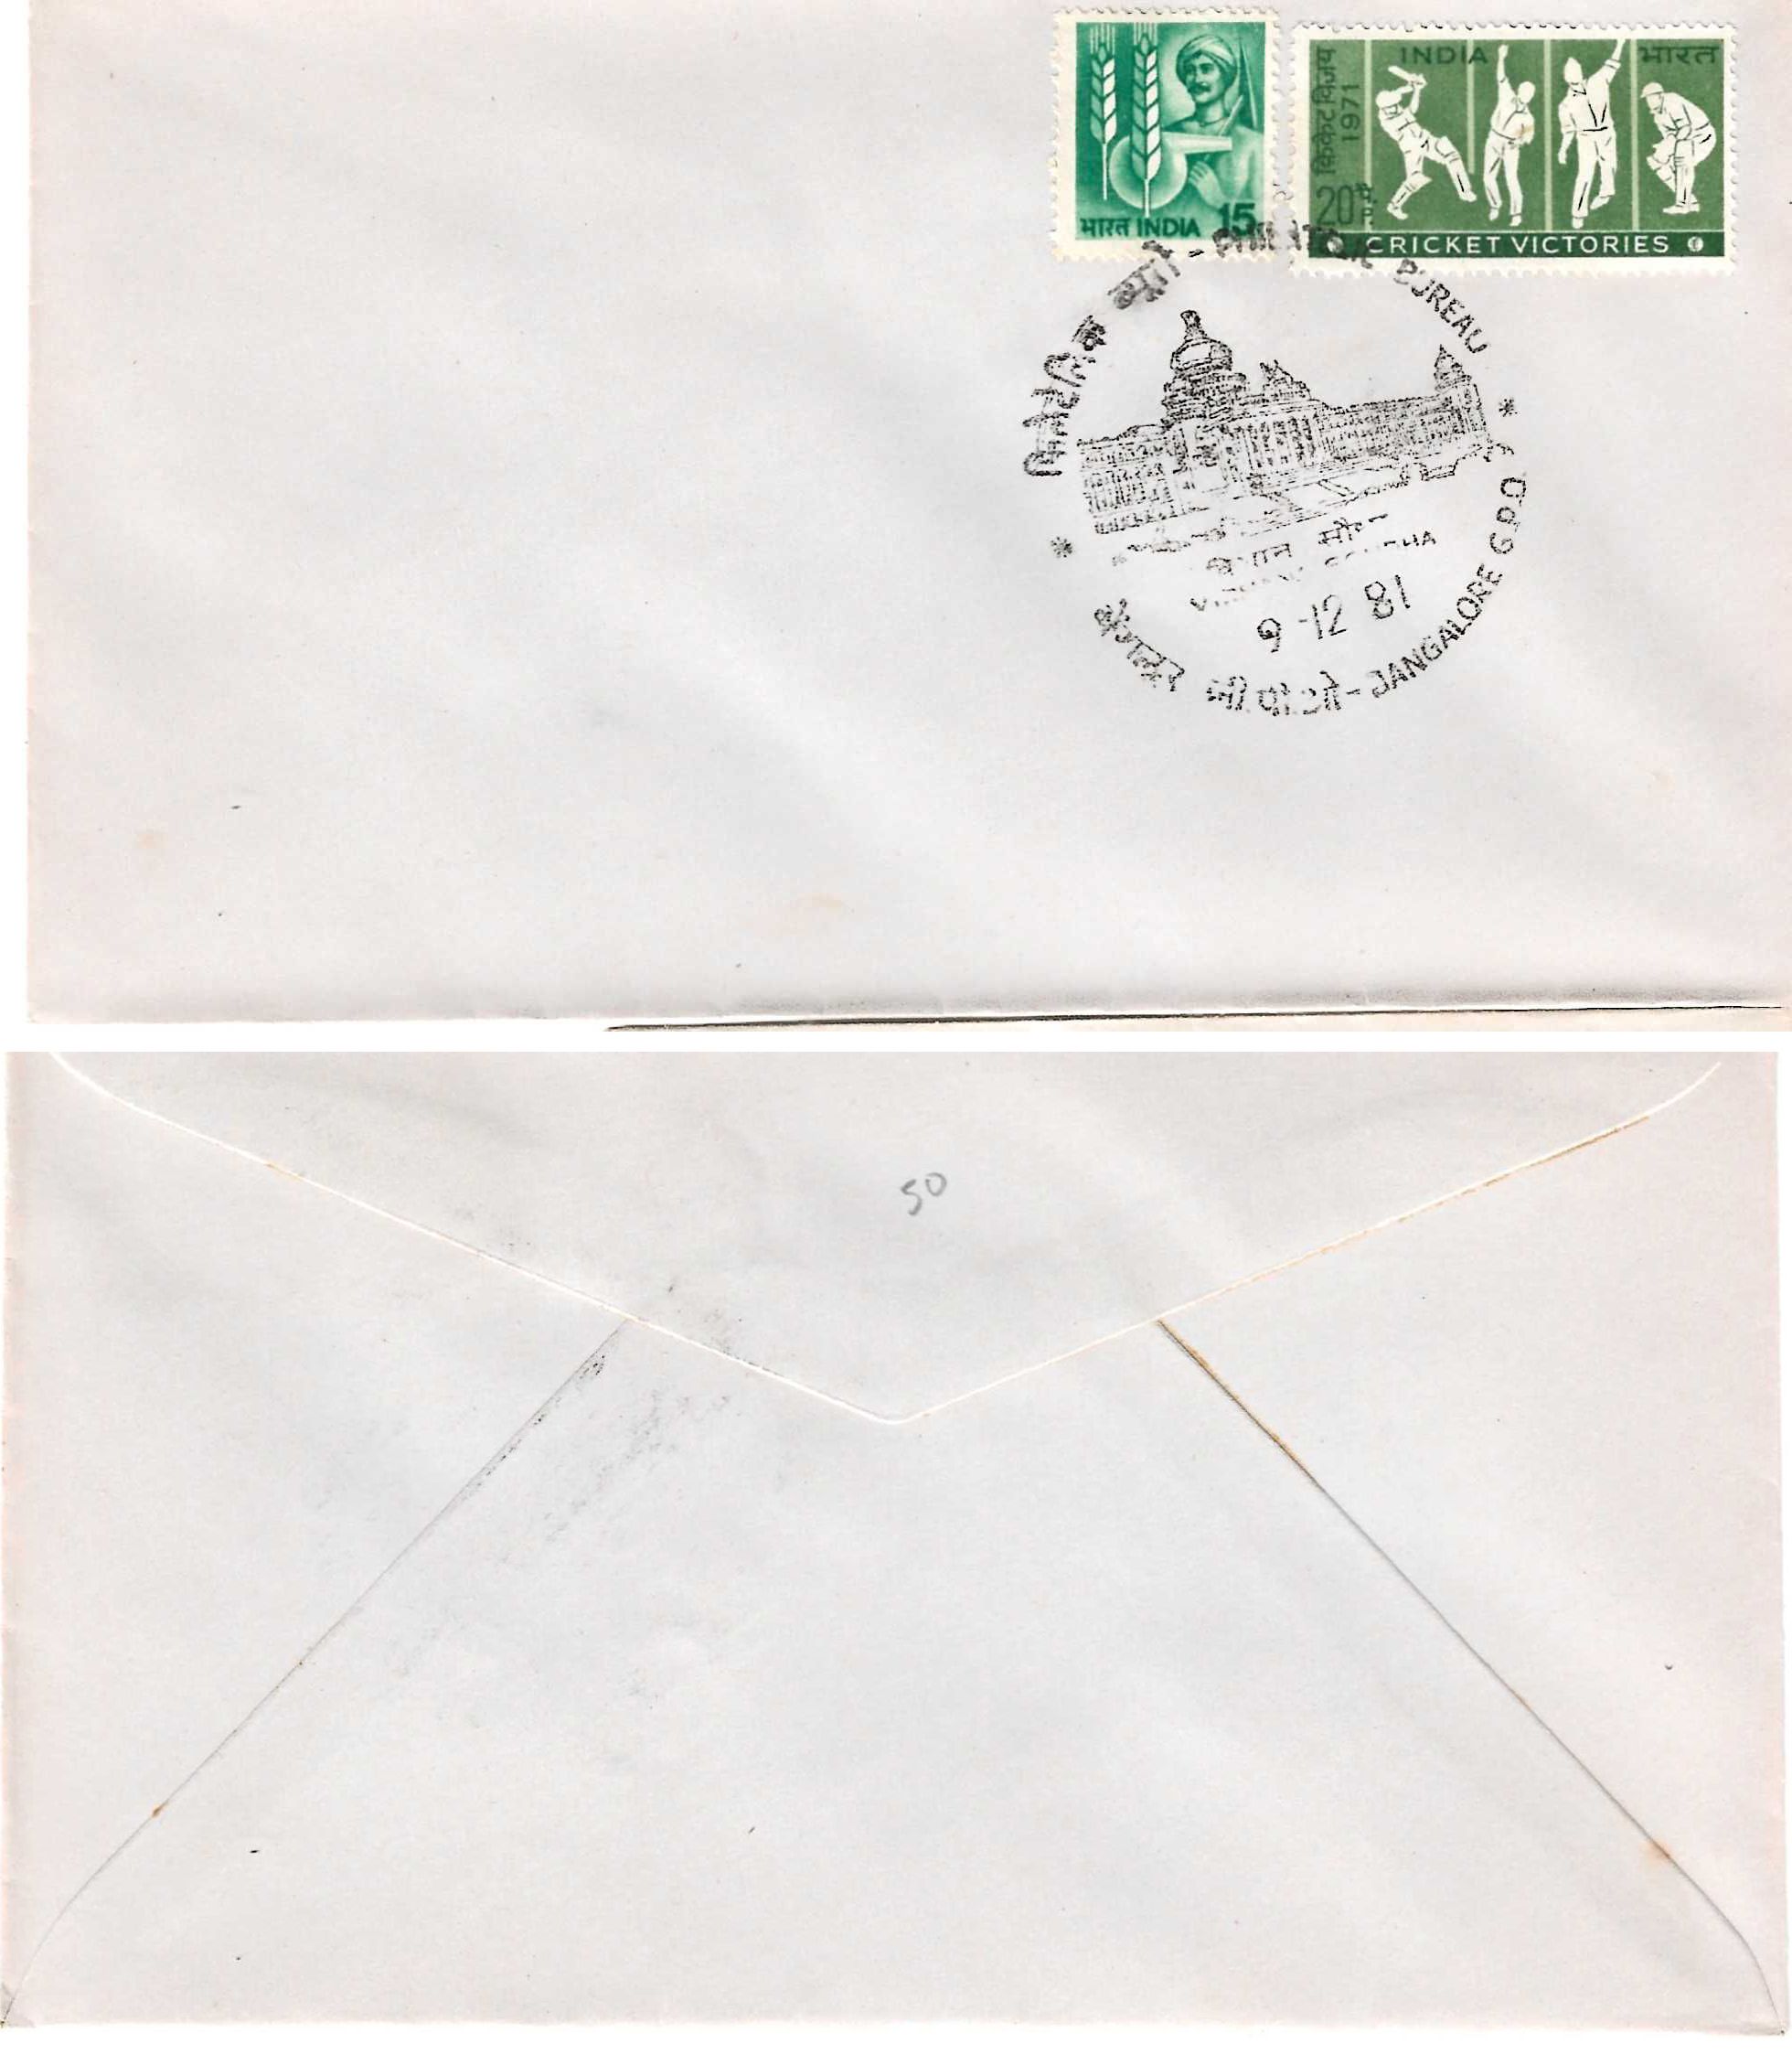 भारत INDIA 15
INDIA भारत
क्रिकेट विजय
1971
20 पै. P.
CRICKET VICTORIES
फिलेटेलिक ब्यूरो - PHILATELIC BUREAU
विधान सौध
VIDHANA SOUDHA
9-12 81
बेंगलूर जी.पी.ओ - BANGALORE G.P.O
50